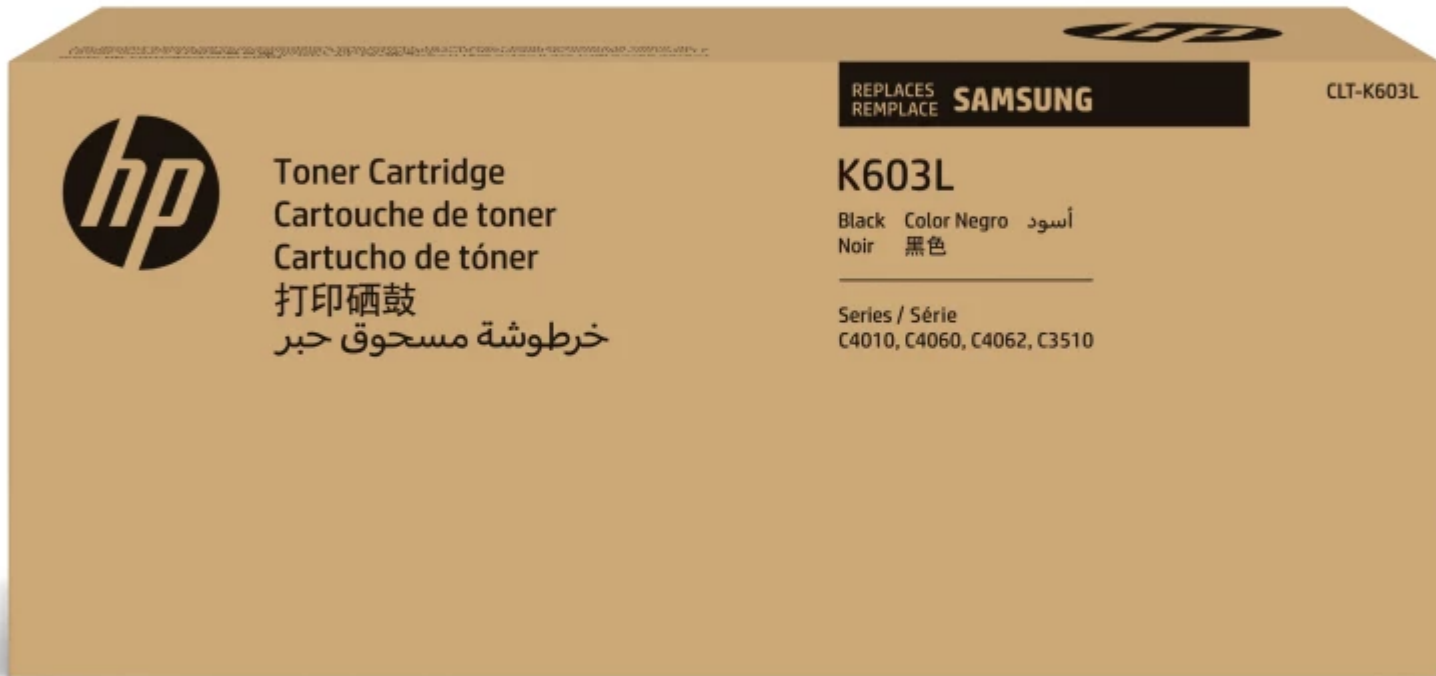 hp
hp
Toner Cartridge
Cartouche de toner
Cartucho de tóner
打印硒鼓
خرطوشة مسحوق حبر
REPLACES
REMPLACE
SAMSUNG
CLT-K603L
K603L
Black Color Negro أسود
Noir 黑色
Series / Série
C4010, C4060, C4062, C3510